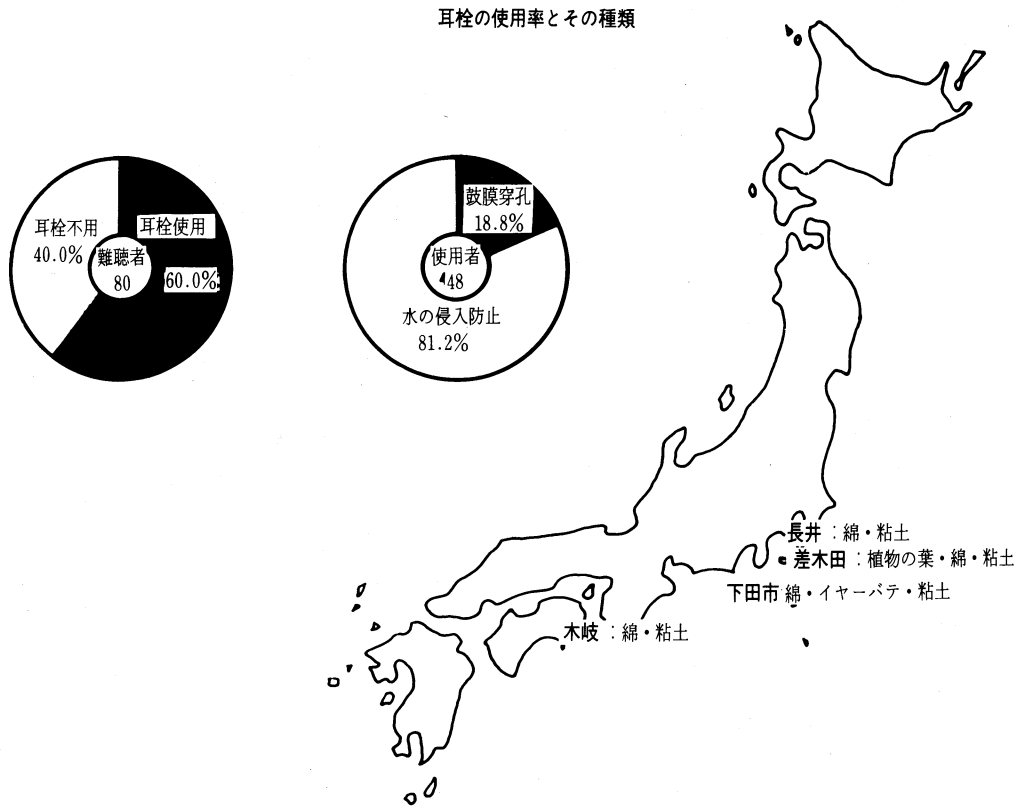 耳栓の使用率とその種類
耳栓不用
40.0%
耳栓使用
60.0%
難聴者
80
鼓膜穿孔
18.8%
使用者
48
水の侵入防止
81.2%
長井：綿・粘土
差木田：植物の葉・綿・粘土
下田市 綿・イヤーパテ・粘土
木岐：綿・粘土